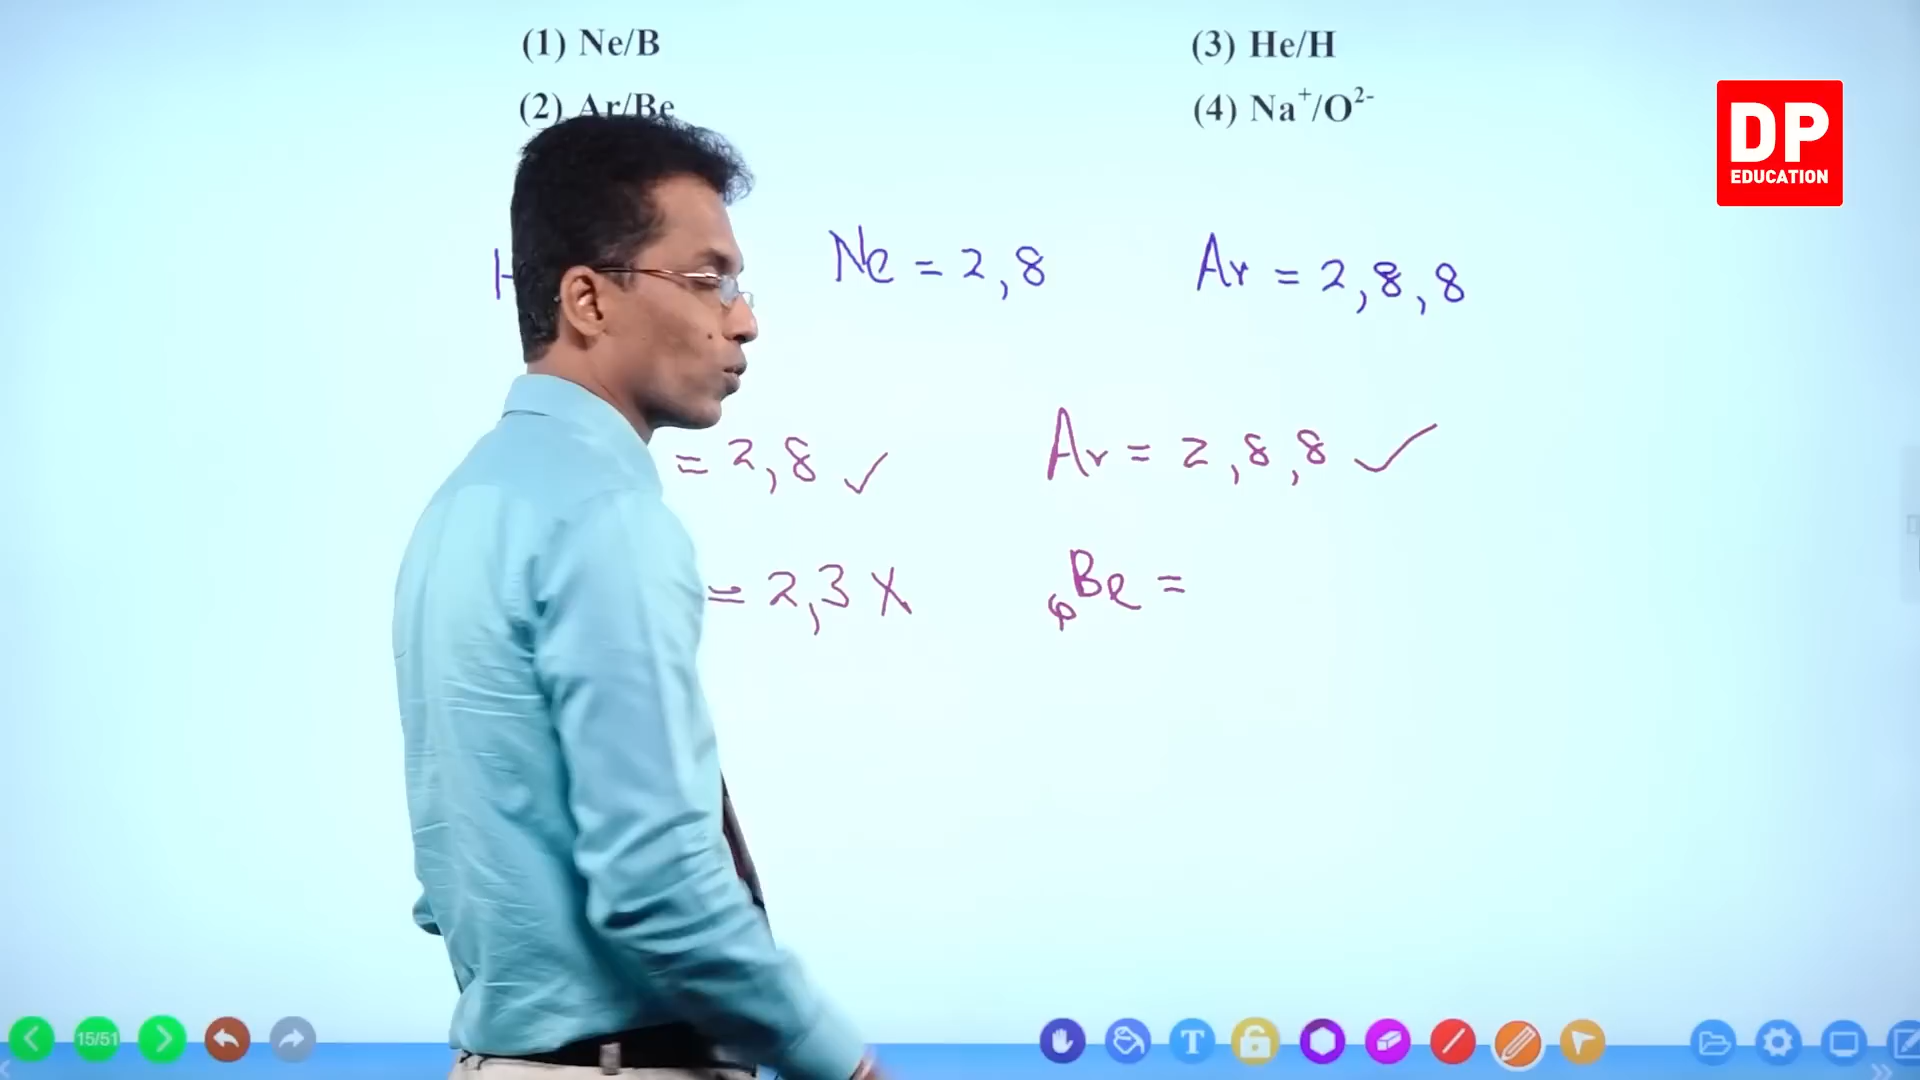 (1) Ne/B
(3) He/H
(2) Ar/Be
(4) Na⁺/O²⁻
DP
EDUCATION
Ne = 2,8
Ar = 2,8,8
= 2,8 ✓
Ar = 2,8,8 ✓
= 2,3 X
Be =
15/51
T